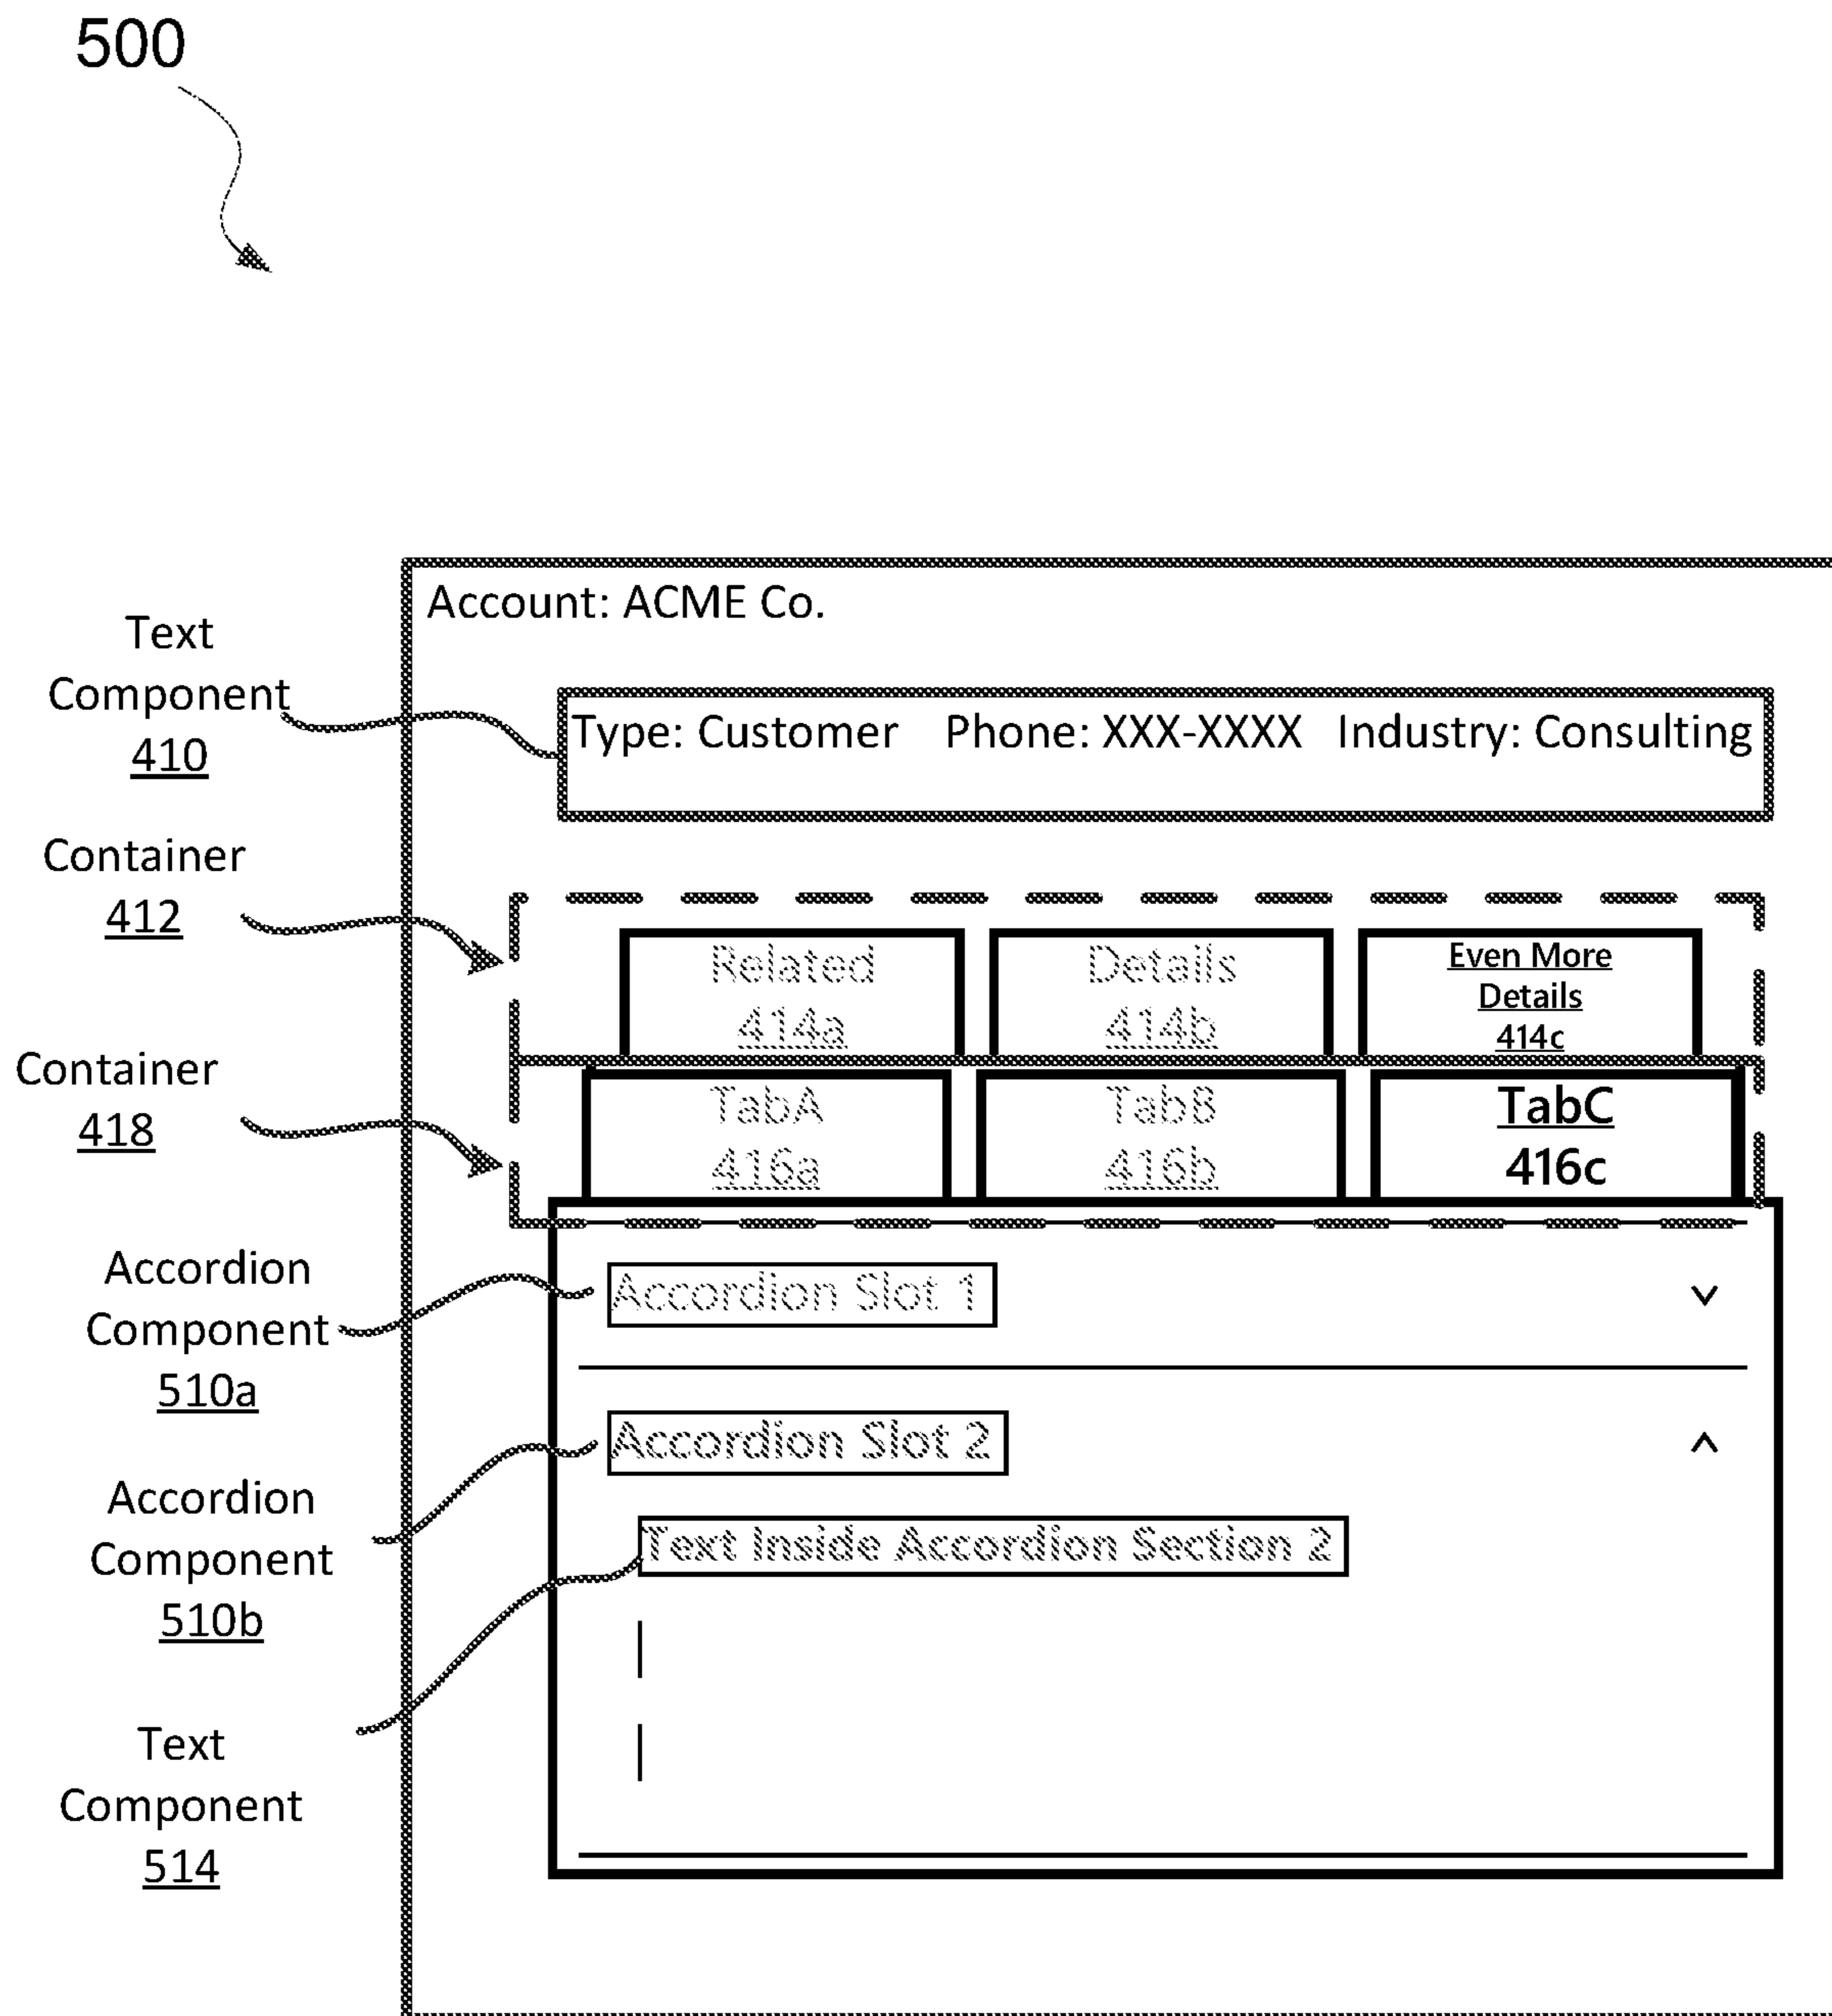 500
Account: ACME Co.
Text
Component
410
Type: Customer Phone: XXX-XXXX Industry: Consulting
Container
412
Related
414a
Details
414b
Even More
Details
414c
Container
418
TabA
416a
TabB
416b
TabC
416c
Accordion
Component
510a
Accordion Slot 1
Accordion
Component
510b
Accordion Slot 2
Text Inside Accordion Section 2
Text
Component
514